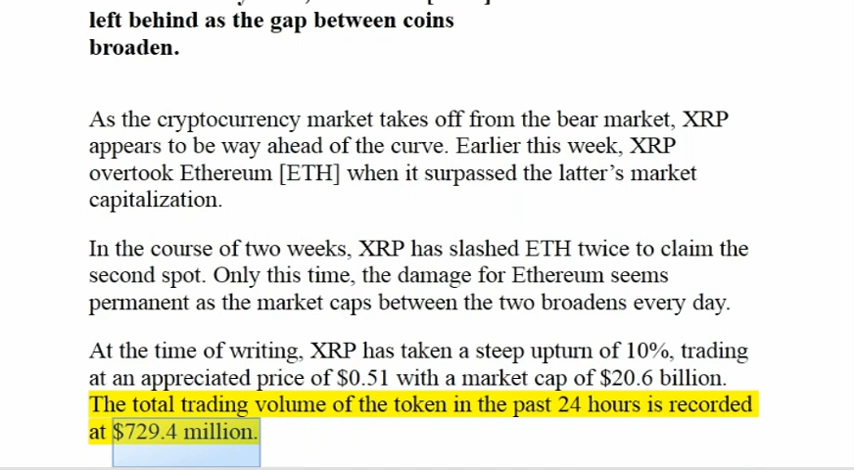 left behind as the gap between coins
broaden.
As the cryptocurrency market takes off from the bear market, XRP
appears to be way ahead of the curve. Earlier this week, XRP
overtook Ethereum [ETH] when it surpassed the latter’s market
capitalization.
In the course of two weeks, XRP has slashed ETH twice to claim the
second spot. Only this time, the damage for Ethereum seems
permanent as the market caps between the two broadens every day.
At the time of writing, XRP has taken a steep upturn of 10%, trading
at an appreciated price of $0.51 with a market cap of $20.6 billion.
The total trading volume of the token in the past 24 hours is recorded
at $729.4 million.